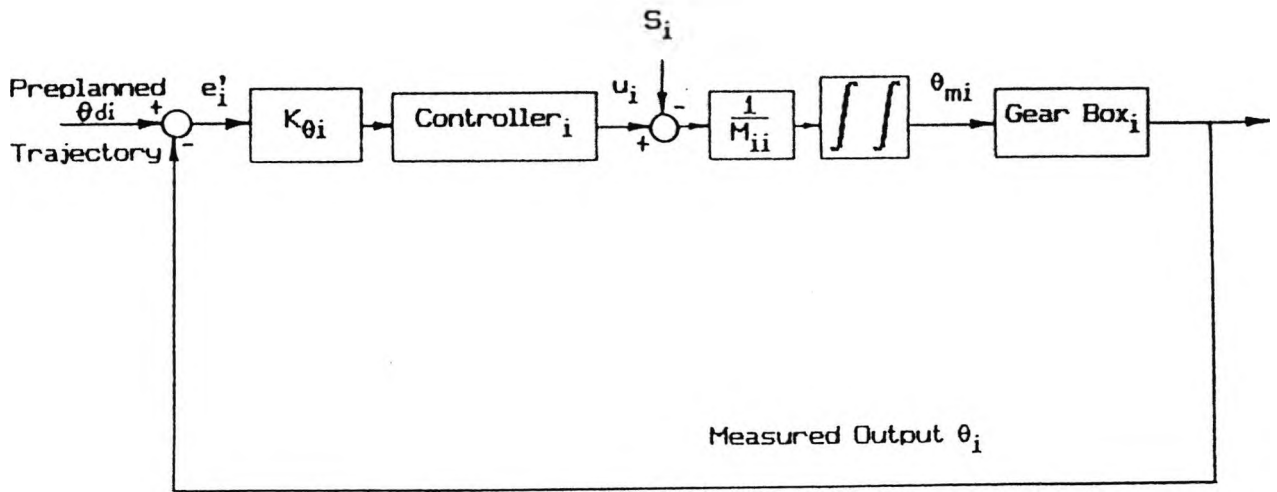 S_i
Preplanned
θdi
Trajectory
+
-
e'_i
K_θi
Controller_i
u_i
-
+
1
M_ii
∫ ∫
θ_mi
Gear Box_i
Measured Output θ_i